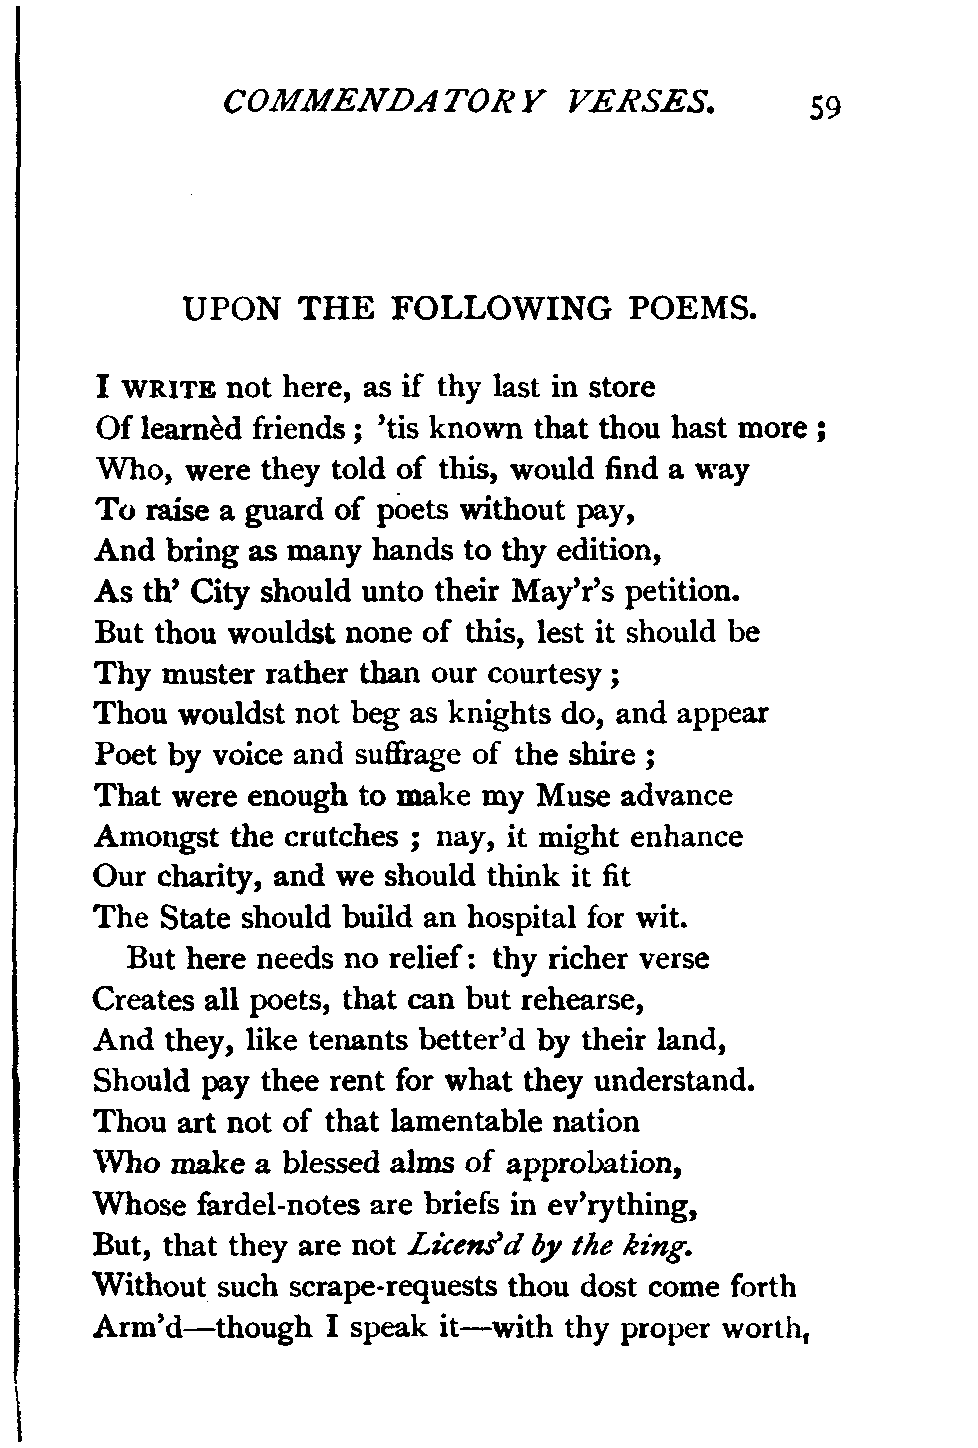 COMMENDATORY VERSES. 59
UPON THE FOLLOWING POEMS.
I WRITE not here, as if thy last in store
Of learnèd friends ; 'tis known that thou hast more ;
Who, were they told of this, would find a way
To raise a guard of poets without pay,
And bring as many hands to thy edition,
As th' City should unto their May'r's petition.
But thou wouldst none of this, lest it should be
Thy muster rather than our courtesy ;
Thou wouldst not beg as knights do, and appear
Poet by voice and suffrage of the shire ;
That were enough to make my Muse advance
Amongst the crutches ; nay, it might enhance
Our charity, and we should think it fit
The State should build an hospital for wit.
But here needs no relief : thy richer verse
Creates all poets, that can but rehearse,
And they, like tenants better'd by their land,
Should pay thee rent for what they understand.
Thou art not of that lamentable nation
Who make a blessed alms of approbation,
Whose fardel-notes are briefs in ev'rything,
But, that they are not Licens'd by the king.
Without such scrape-requests thou dost come forth
Arm'd—though I speak it—with thy proper worth,